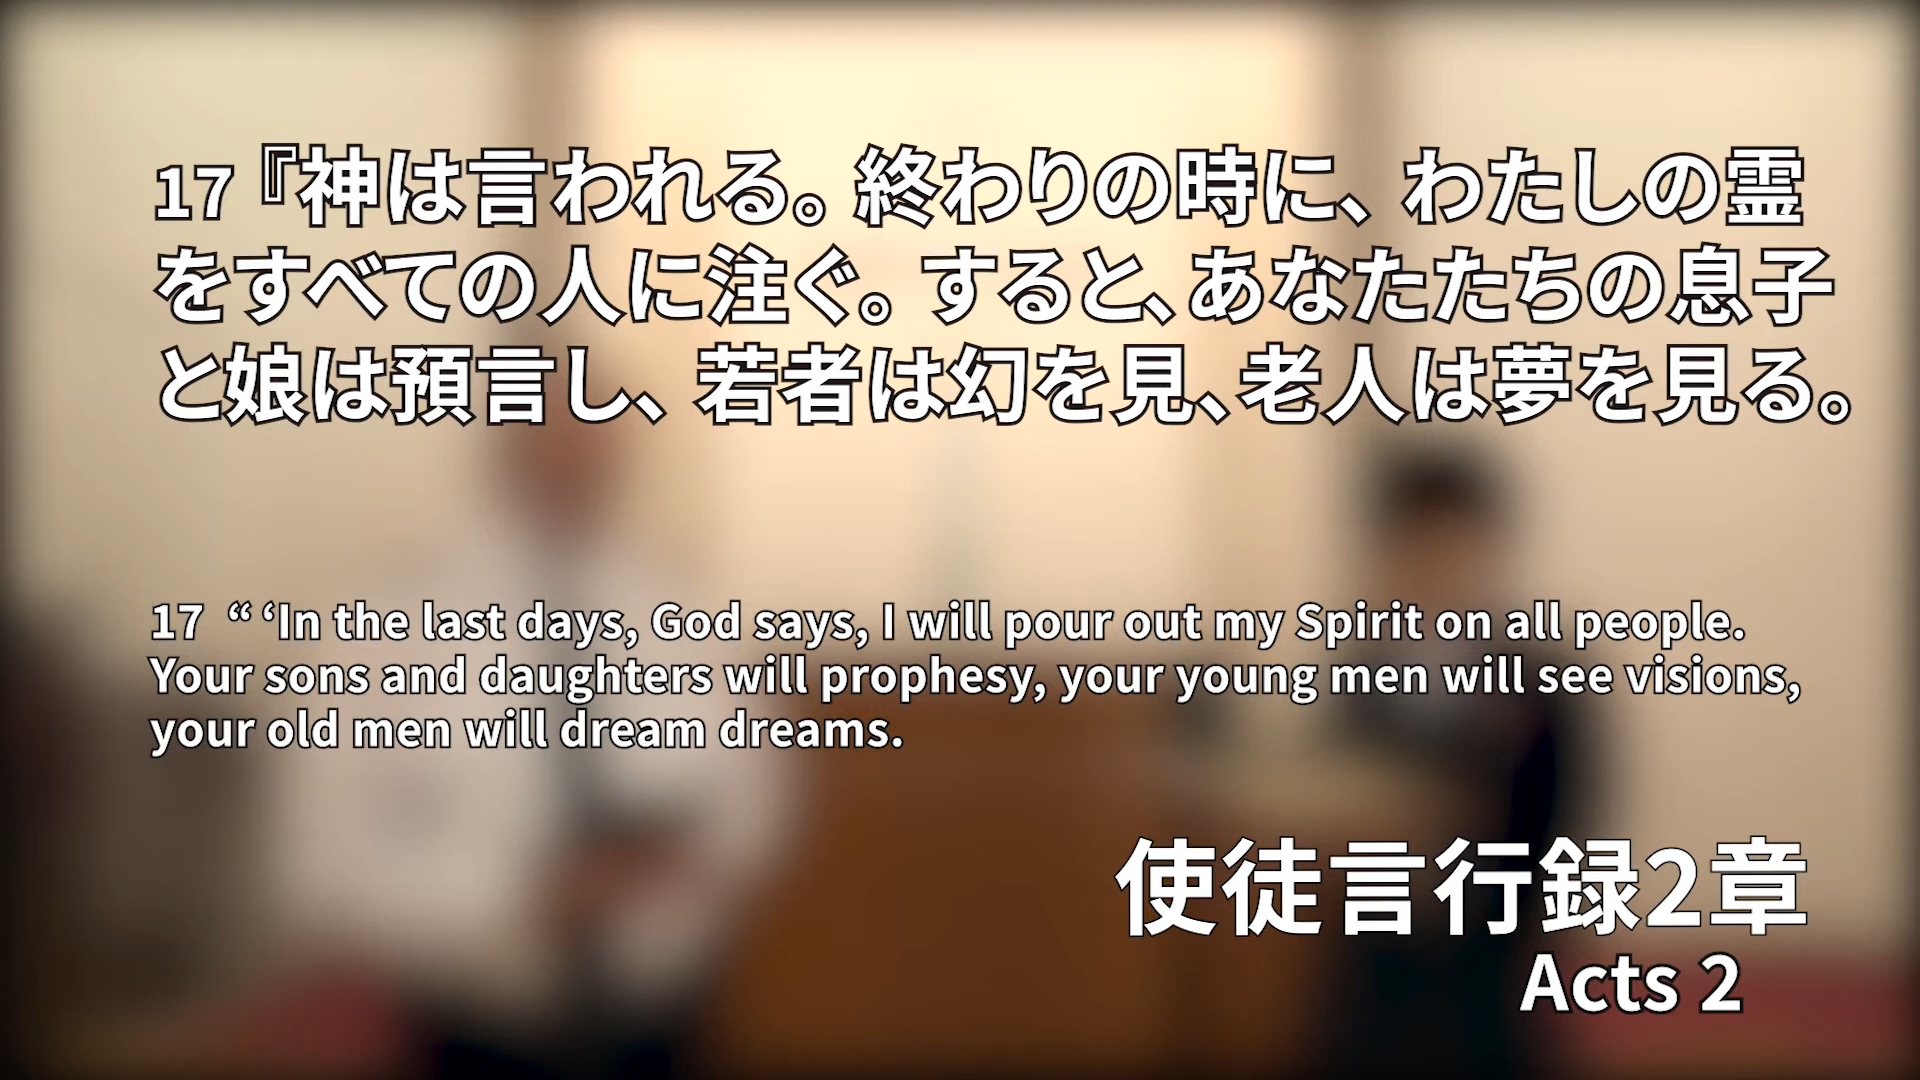 17『神は言われる。終わりの時に、わたしの霊
をすべての人に注ぐ。すると、あなたたちの息子
と娘は預言し、若者は幻を見、老人は夢を見る。
17 “ ‘In the last days, God says, I will pour out my Spirit on all people.
Your sons and daughters will prophesy, your young men will see visions,
your old men will dream dreams.
使徒言行録2章
Acts 2